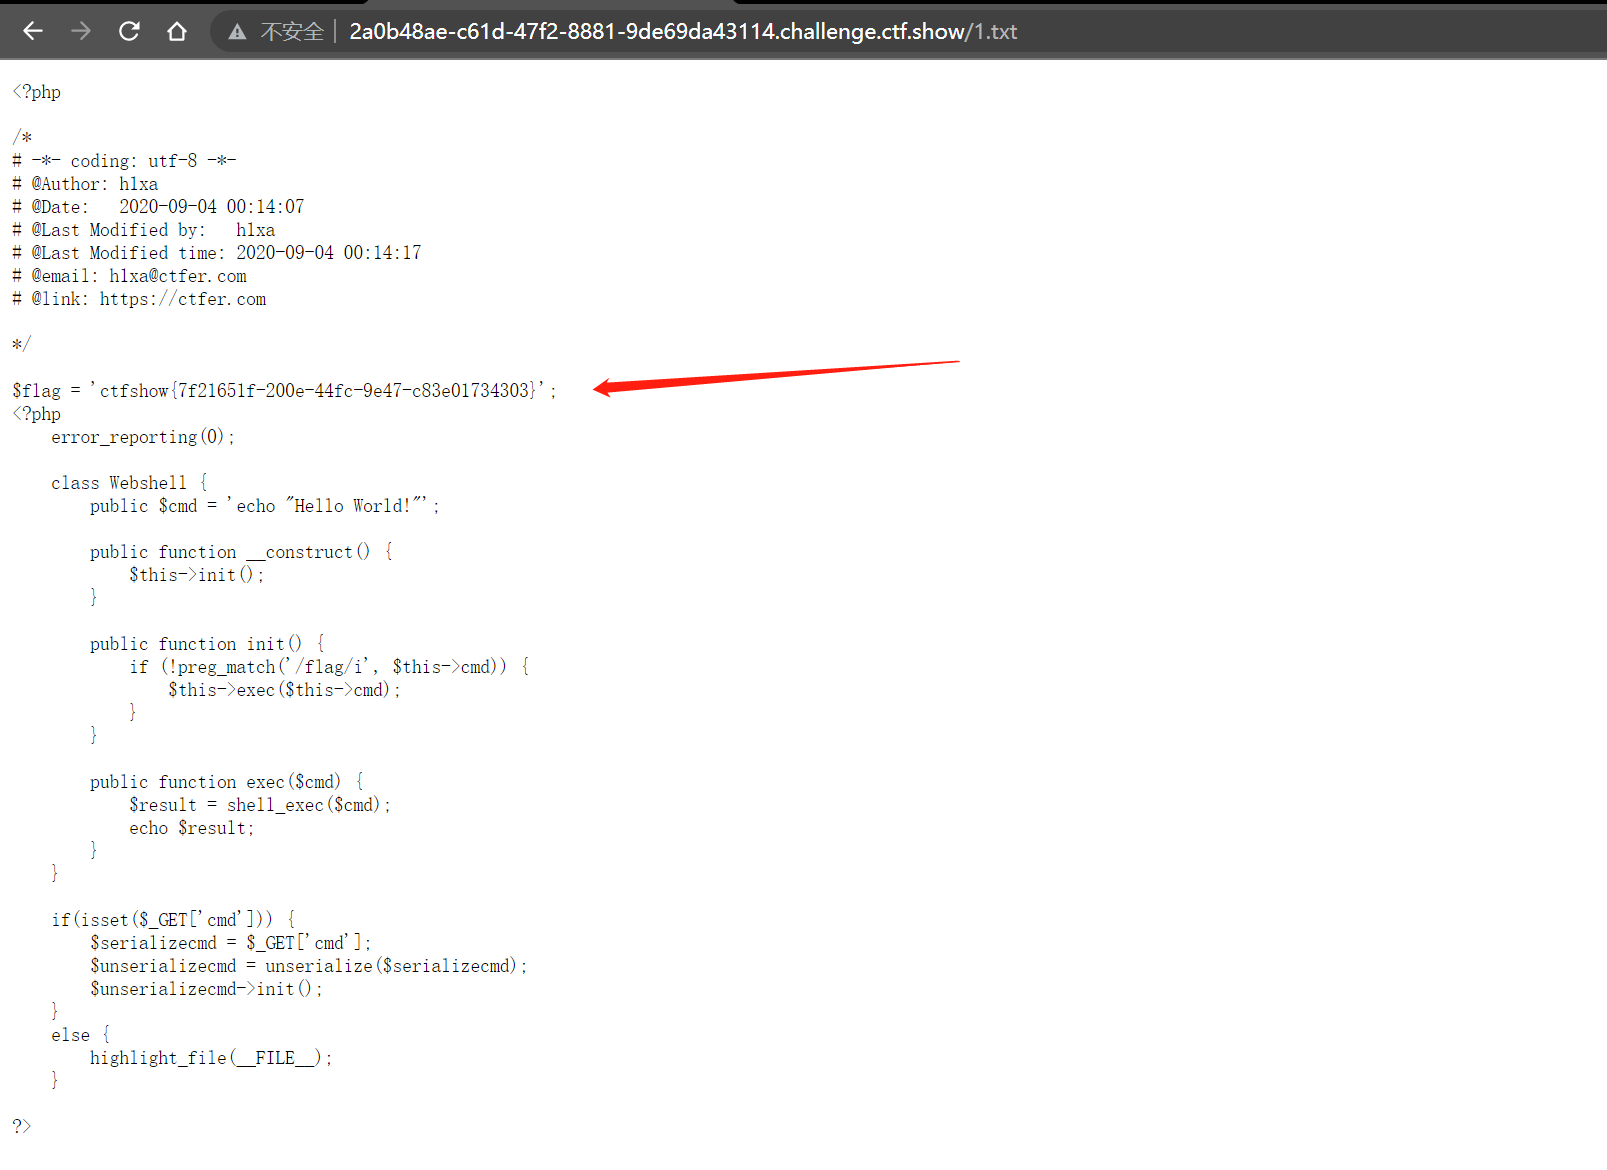 不安全 | 2a0b48ae-c61d-47f2-8881-9de69da43114.challenge.ctf.show/1.txt
<?php
/*
# -*- coding: utf-8 -*-
# @Author: h1xa
# @Date:   2020-09-04 00:14:07
# @Last Modified by:   h1xa
# @Last Modified time: 2020-09-04 00:14:17
# @email: h1xa@ctfer.com
# @link: https://ctfer.com
*/
$flag = 'ctfshow{7f21651f-200e-44fc-9e47-c83e01734303}';
<?php
    error_reporting(0);
    class Webshell {
        public $cmd = 'echo "Hello World!"';
        public function __construct() {
            $this->init();
        }
        public function init() {
            if (!preg_match('/flag/i', $this->cmd)) {
                $this->exec($this->cmd);
            }
        }
        public function exec($cmd) {
            $result = shell_exec($cmd);
            echo $result;
        }
    }
    if(isset($_GET['cmd'])) {
        $serializecmd = $_GET['cmd'];
        $unserializecmd = unserialize($serializecmd);
        $unserializecmd->init();
    }
    else {
        highlight_file(__FILE__);
    }
?>